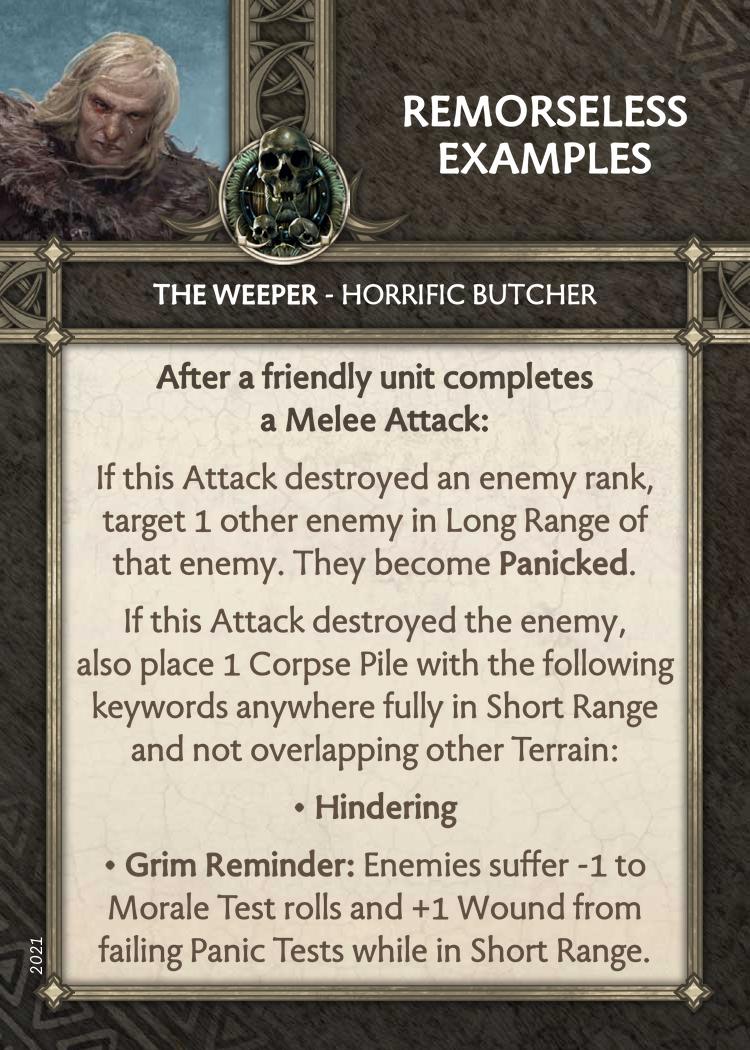 REMORSELESS
EXAMPLES
THE WEEPER - HORRIFIC BUTCHER
After a friendly unit completes
a Melee Attack:
If this Attack destroyed an enemy rank,
target 1 other enemy in Long Range of
that enemy. They become Panicked.
If this Attack destroyed the enemy,
also place 1 Corpse Pile with the following
keywords anywhere fully in Short Range
and not overlapping other Terrain:
• Hindering
• Grim Reminder: Enemies suffer -1 to
Morale Test rolls and +1 Wound from
failing Panic Tests while in Short Range.
2021